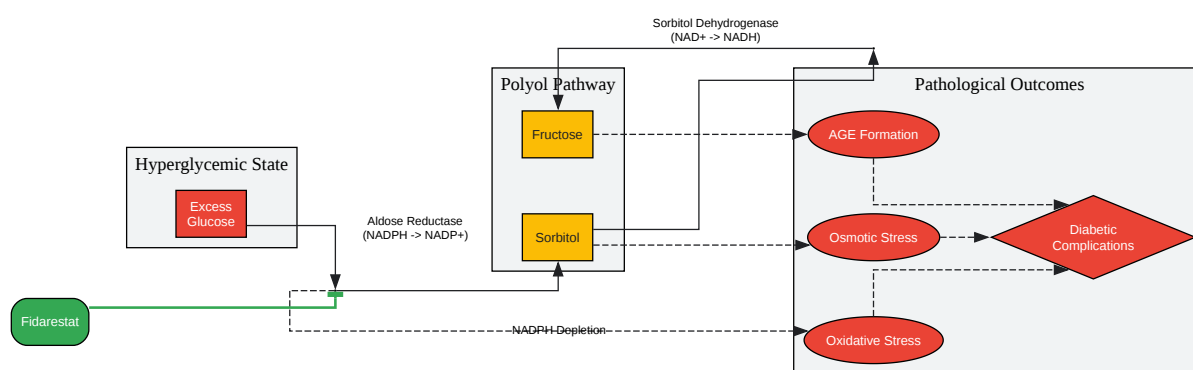 Sorbitol Dehydrogenase
(NAD+ -> NADH)
Polyol Pathway
Pathological Outcomes
Fructose
AGE Formation
Hyperglycemic State
Excess
Glucose
Aldose Reductase
(NADPH -> NADP+)
Sorbitol
Osmotic Stress
Diabetic
Complications
Fidarestat
NADPH Depletion
Oxidative Stress